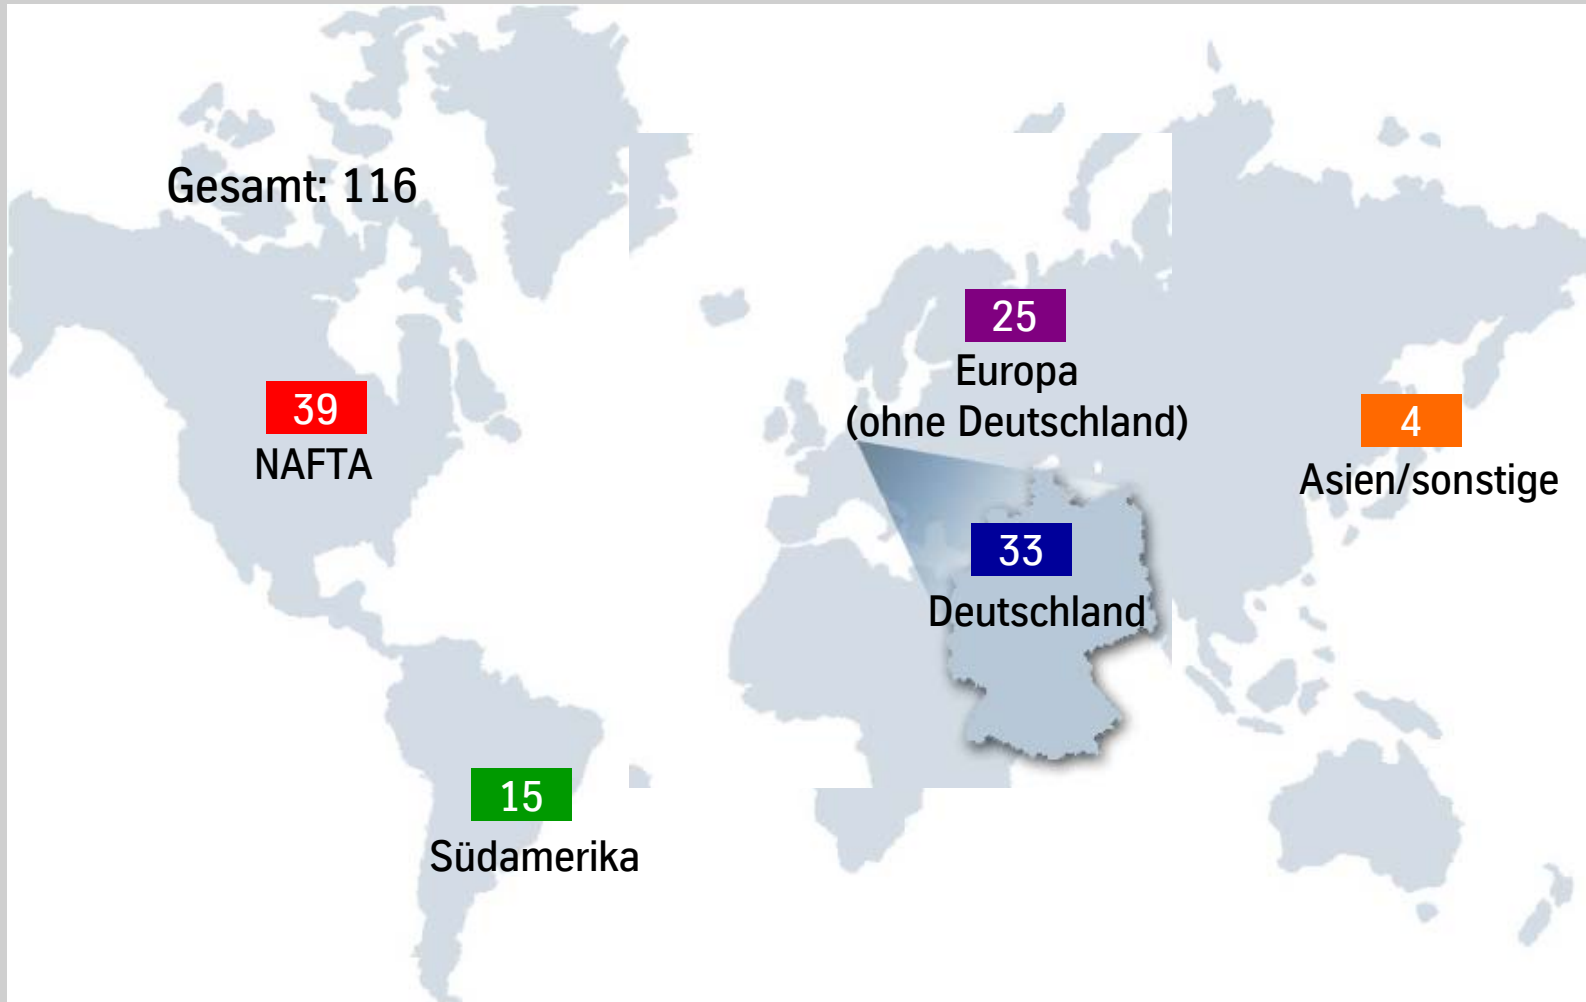 Gesamt: 116
25
Europa
(ohne Deutschland)
39
NAFTA
4
Asien/sonstige
33
Deutschland
15
Südamerika